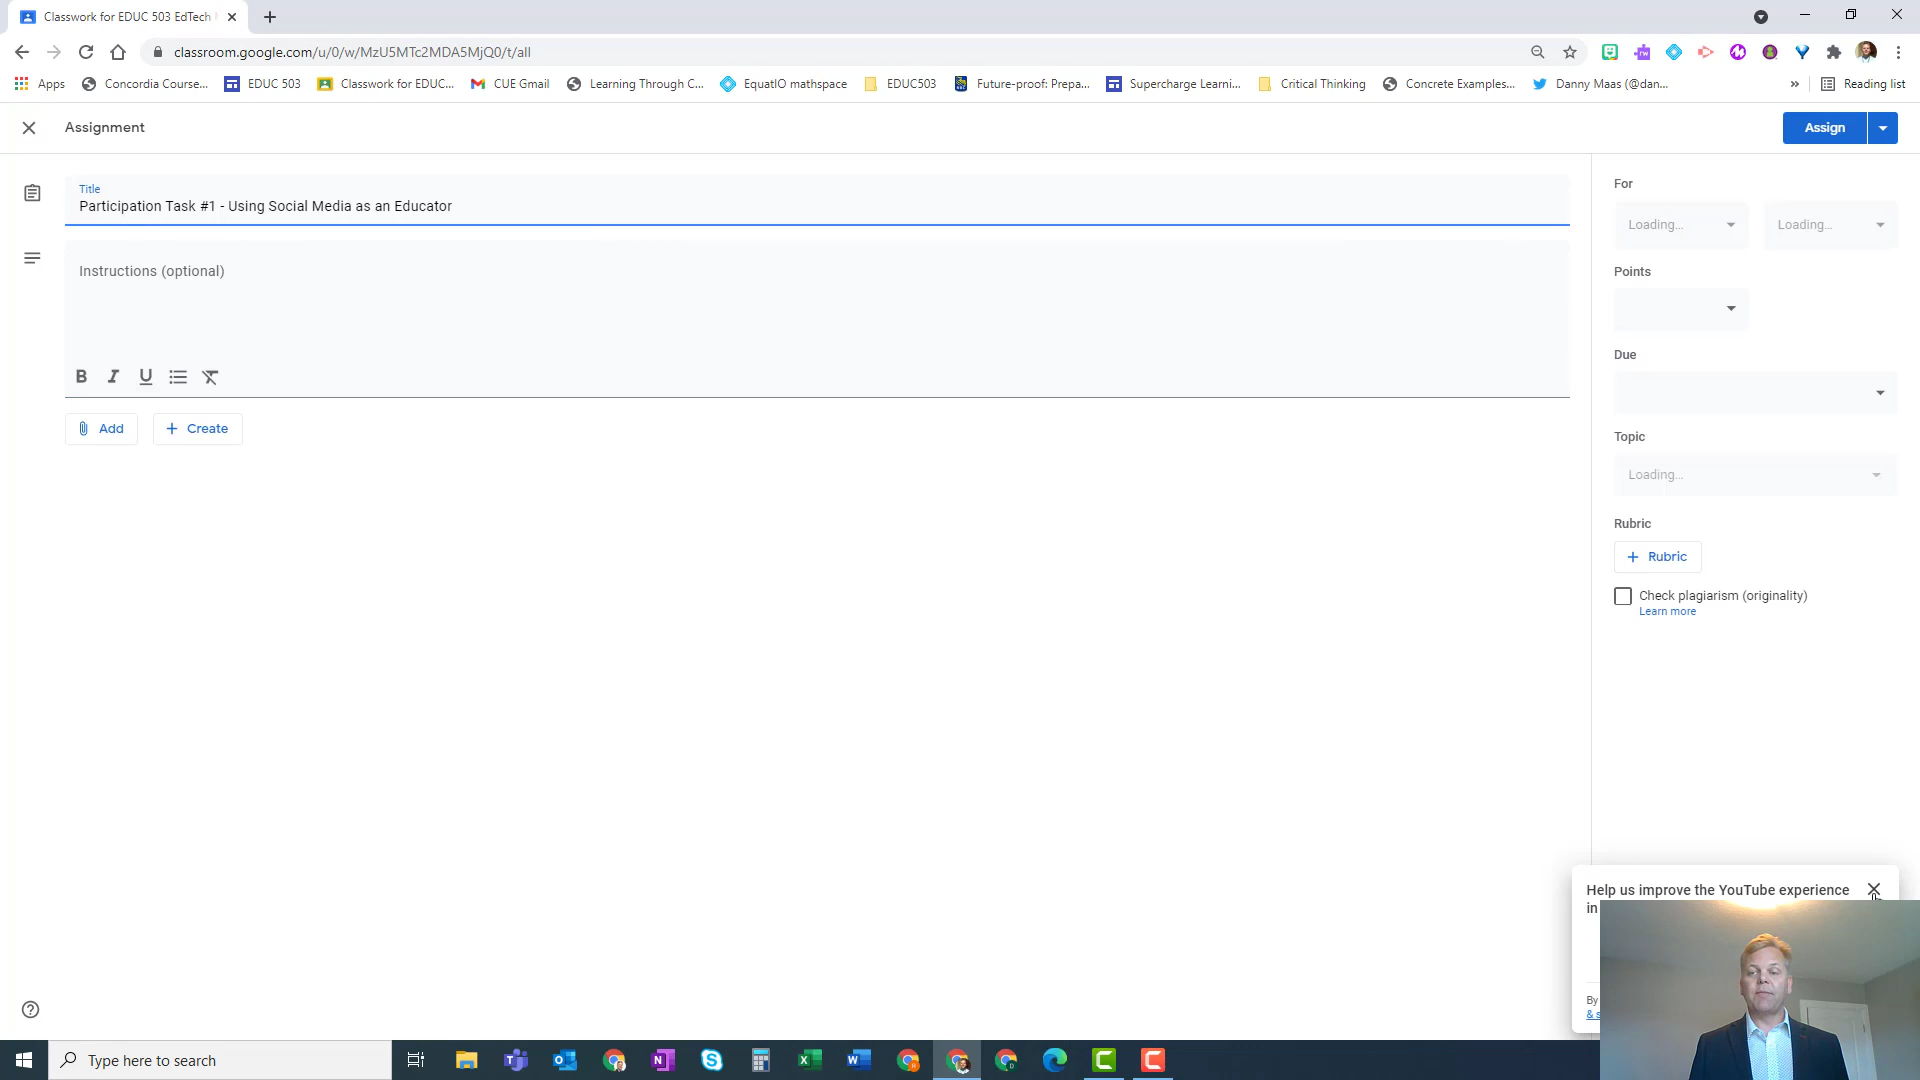 Classwork for EDUC 503 EdTech
classroom.google.com/u/0/w/MzU5MTc2MDA5MjQ0/t/all
Apps Concordia Course... EDUC 503 Classwork for EDUC... CUE Gmail Learning Through C... EquatIO mathspace EDUC503 Future-proof: Prepa... Supercharge Learni... Critical Thinking Concrete Examples... Danny Maas (@dan... » Reading list
Assignment
Assign
Title
Participation Task #1 - Using Social Media as an Educator
Instructions (optional)
B I U
Add
Create
For
Loading... Loading...
Points
Due
Topic
Loading...
Rubric
Rubric
Check plagiarism (originality)
Learn more
Help us improve the YouTube experience
in
By
& s
Type here to search